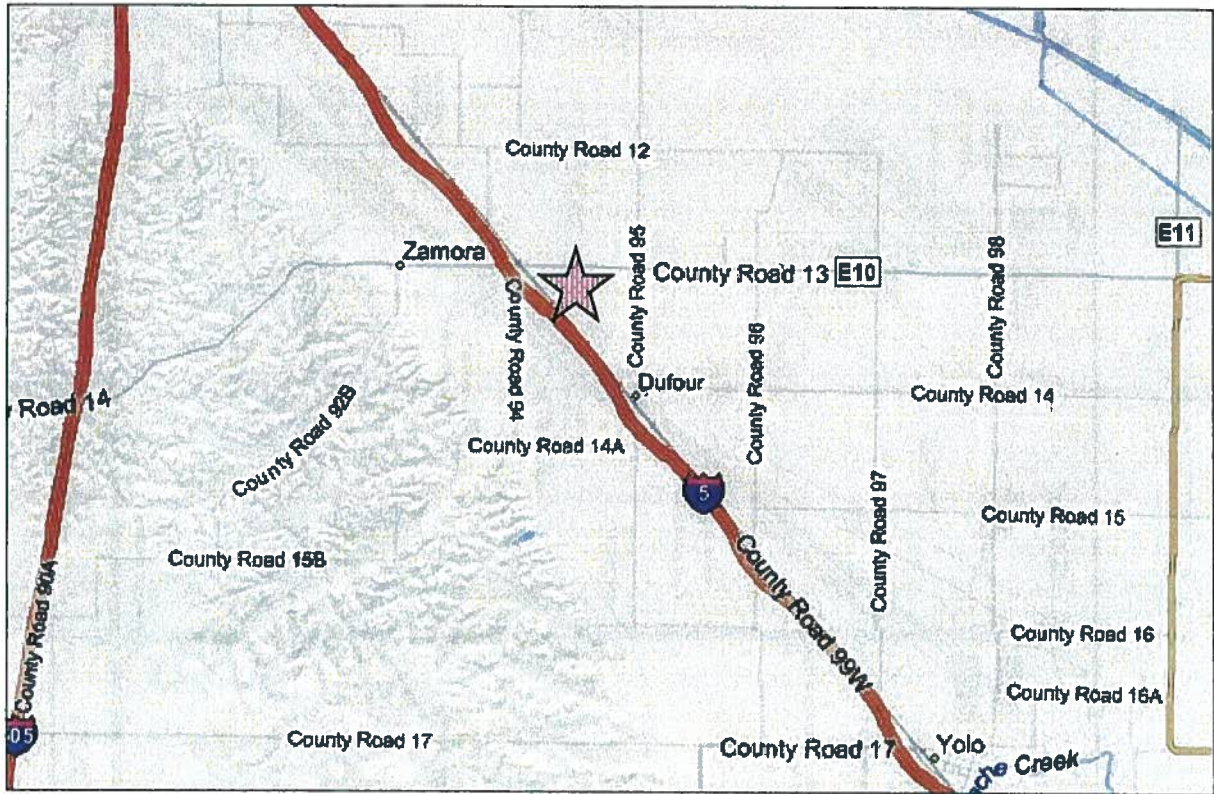 County Road 12
E11
Zamora
County Road 95
County Road 13 E10
County Road 98
County Road 94
Dufour
County Road 96
Road 14
County Road 92B
County Road 14
County Road 14A
5
County Road 97
County Road 15
County Road 15B
County Road 99W
County Road 90A
County Road 16
County Road 16A
05
County Road 17
County Road 17
Yolo
Creek